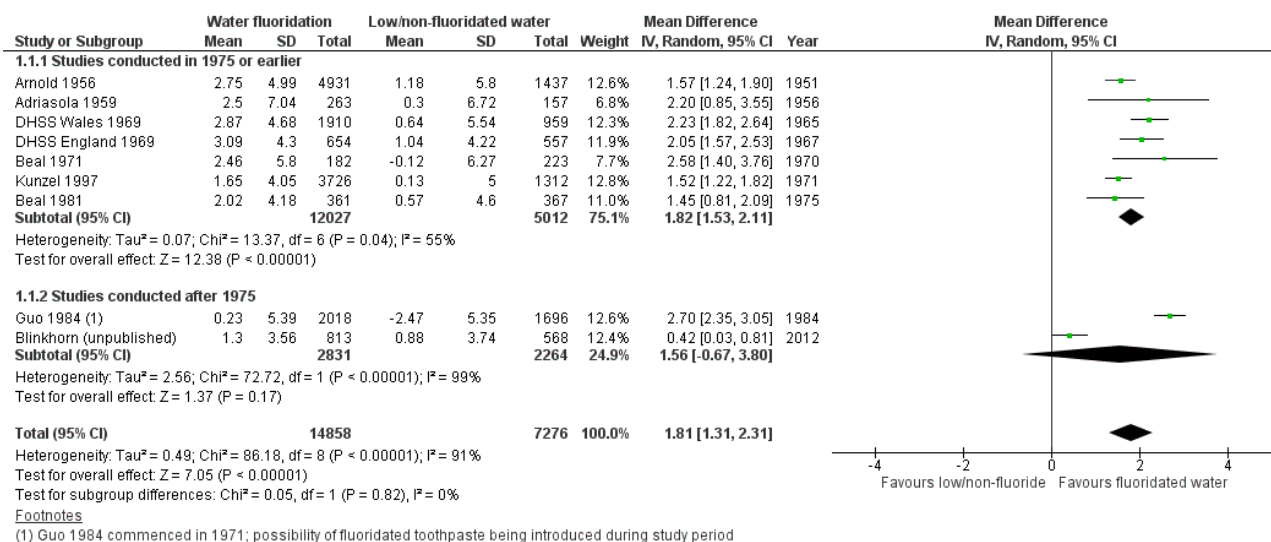 Water fluoridation Low/non-fluoridated water Mean Difference Mean Difference
Study or Subgroup Mean SD Total Mean SD Total Weight IV, Random, 95% CI Year IV, Random, 95% CI
1.1.1 Studies conducted in 1975 or earlier
Arnold 1956 2.75 4.99 4931 1.18 5.8 1437 12.6% 1.57 [1.24, 1.90] 1951
Adriasola 1959 2.5 7.04 263 0.3 6.72 157 6.8% 2.20 [0.85, 3.55] 1956
DHSS Wales 1969 2.87 4.68 1910 0.64 5.54 959 12.3% 2.23 [1.82, 2.64] 1965
DHSS England 1969 3.09 4.3 654 1.04 4.22 557 11.9% 2.05 [1.57, 2.53] 1967
Beal 1971 2.46 5.8 182 -0.12 6.27 223 7.7% 2.58 [1.40, 3.76] 1970
Kunzel 1997 1.65 4.05 3726 0.13 5 1312 12.8% 1.52 [1.22, 1.82] 1971
Beal 1981 2.02 4.18 361 0.57 4.6 367 11.0% 1.45 [0.81, 2.09] 1975
Subtotal (95% CI) 12027 5012 75.1% 1.82 [1.53, 2.11]
Heterogeneity: Tau² = 0.07; Chi² = 13.37, df = 6 (P = 0.04); I² = 55%
Test for overall effect: Z = 12.38 (P < 0.00001)
1.1.2 Studies conducted after 1975
Guo 1984 (1) 0.23 5.39 2018 -2.47 5.35 1696 12.6% 2.70 [2.35, 3.05] 1984
Blinkhorn (unpublished) 1.3 3.56 813 0.88 3.74 568 12.4% 0.42 [0.03, 0.81] 2012
Subtotal (95% CI) 2831 2264 24.9% 1.56 [-0.67, 3.80]
Heterogeneity: Tau² = 2.56; Chi² = 72.72, df = 1 (P < 0.00001); I² = 99%
Test for overall effect: Z = 1.37 (P = 0.17)
Total (95% CI) 14858 7276 100.0% 1.81 [1.31, 2.31]
Heterogeneity: Tau² = 0.49; Chi² = 86.18, df = 8 (P < 0.00001); I² = 91%
Test for overall effect: Z = 7.05 (P < 0.00001)
Test for subgroup differences: Chi² = 0.05, df = 1 (P = 0.82), I² = 0%
-4 -2 0 2 4
Favours low/non-fluoride Favours fluoridated water
Footnotes
(1) Guo 1984 commenced in 1971; possibility of fluoridated toothpaste being introduced during study period